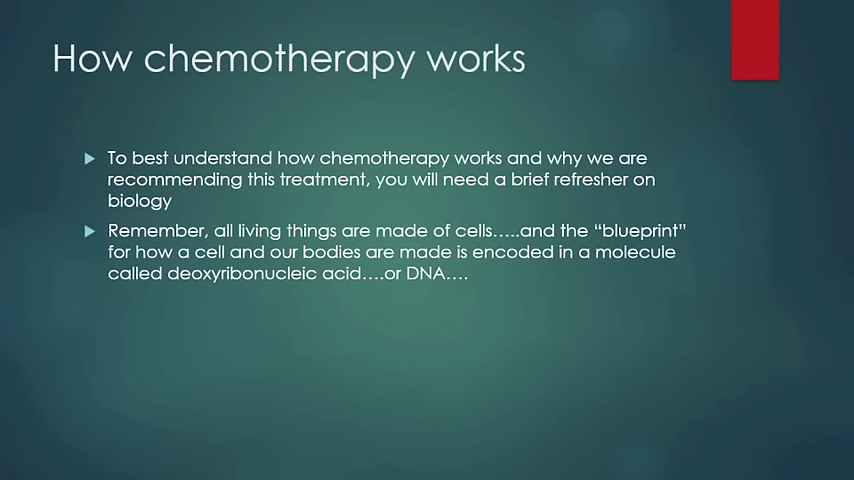 How chemotherapy works
To best understand how chemotherapy works and why we are
recommending this treatment, you will need a brief refresher on
biology
Remember, all living things are made of cells…..and the “blueprint”
for how a cell and our bodies are made is encoded in a molecule
called deoxyribonucleic acid….or DNA….